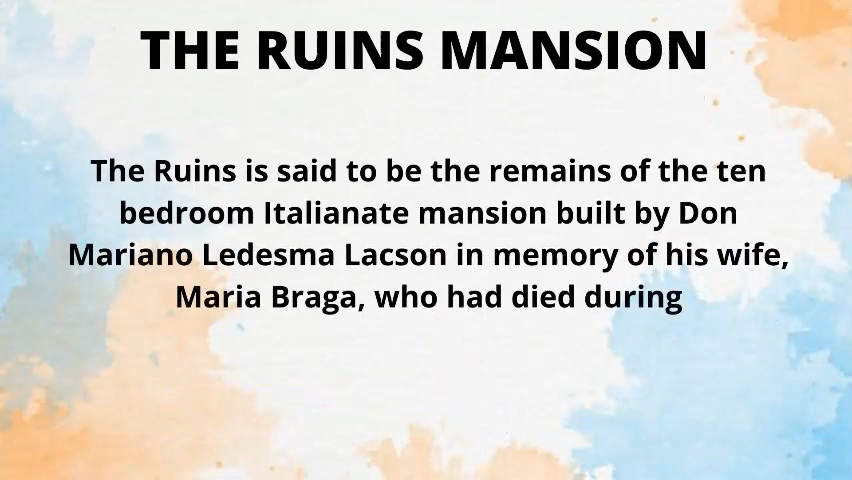 THE RUINS MANSION
The Ruins is said to be the remains of the ten
bedroom Italianate mansion built by Don
Mariano Ledesma Lacson in memory of his wife,
Maria Braga, who had died during